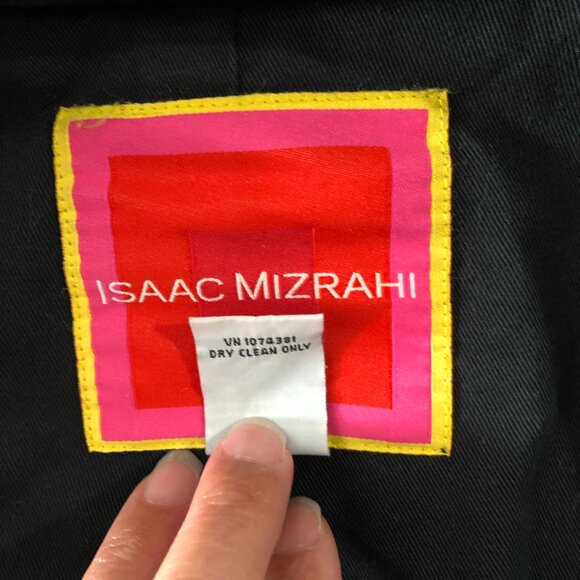 ISAAC MIZRAHI
VN 1074381
DRY CLEAN ONLY